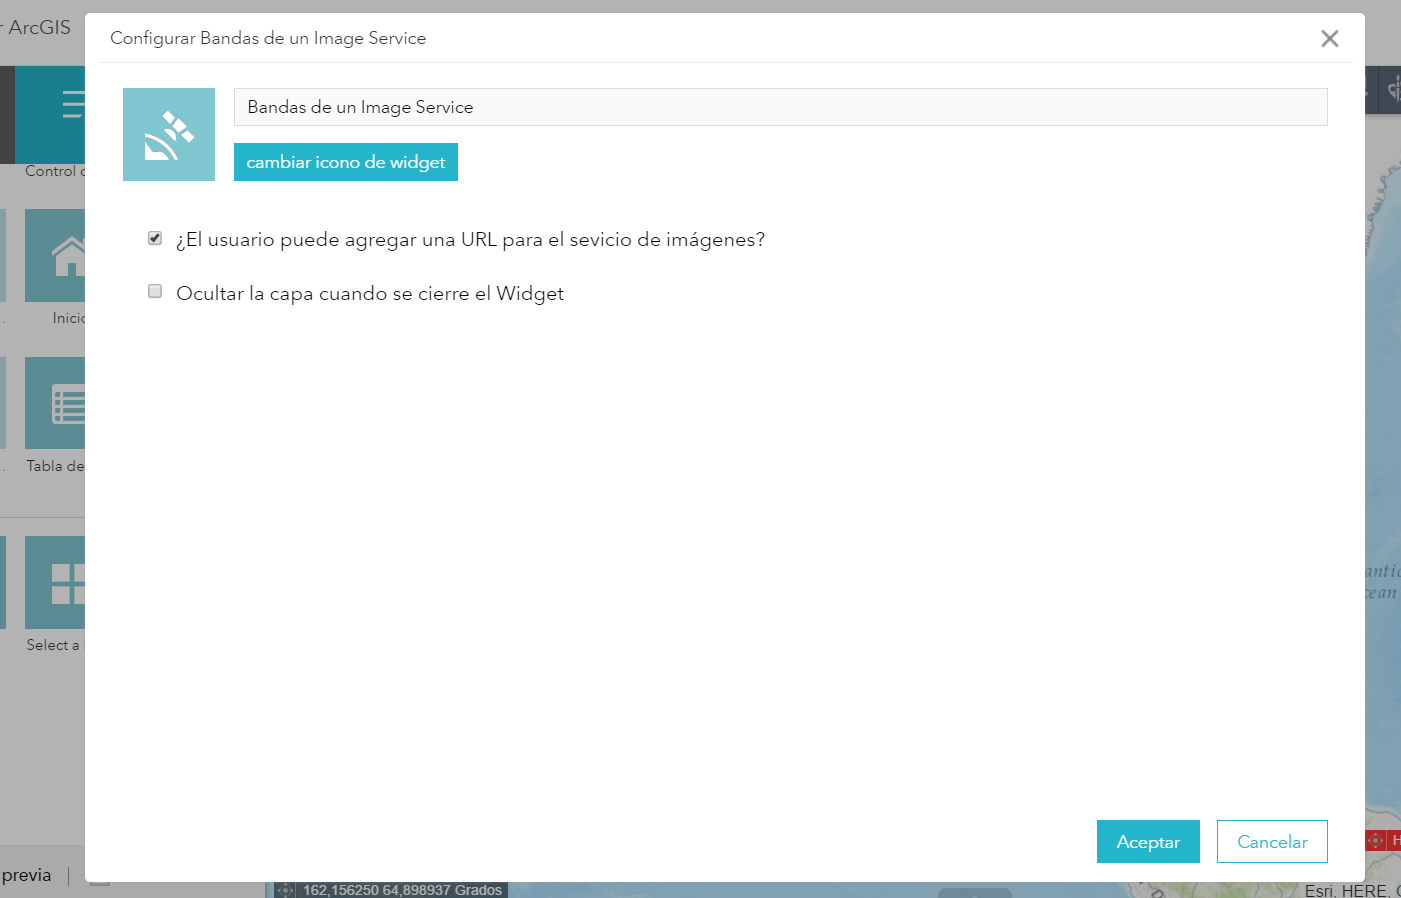 ArcGIS
Configurar Bandas de un Image Service
Bandas de un Image Service
cambiar icono de widget
Control
¿El usuario puede agregar una URL para el sevicio de imágenes?
Ocultar la capa cuando se cierre el Widget
Inicio
Tabla de
Select a
Aceptar
Cancelar
previa
162,156250 64,898937 Grados
Esri, HERE,